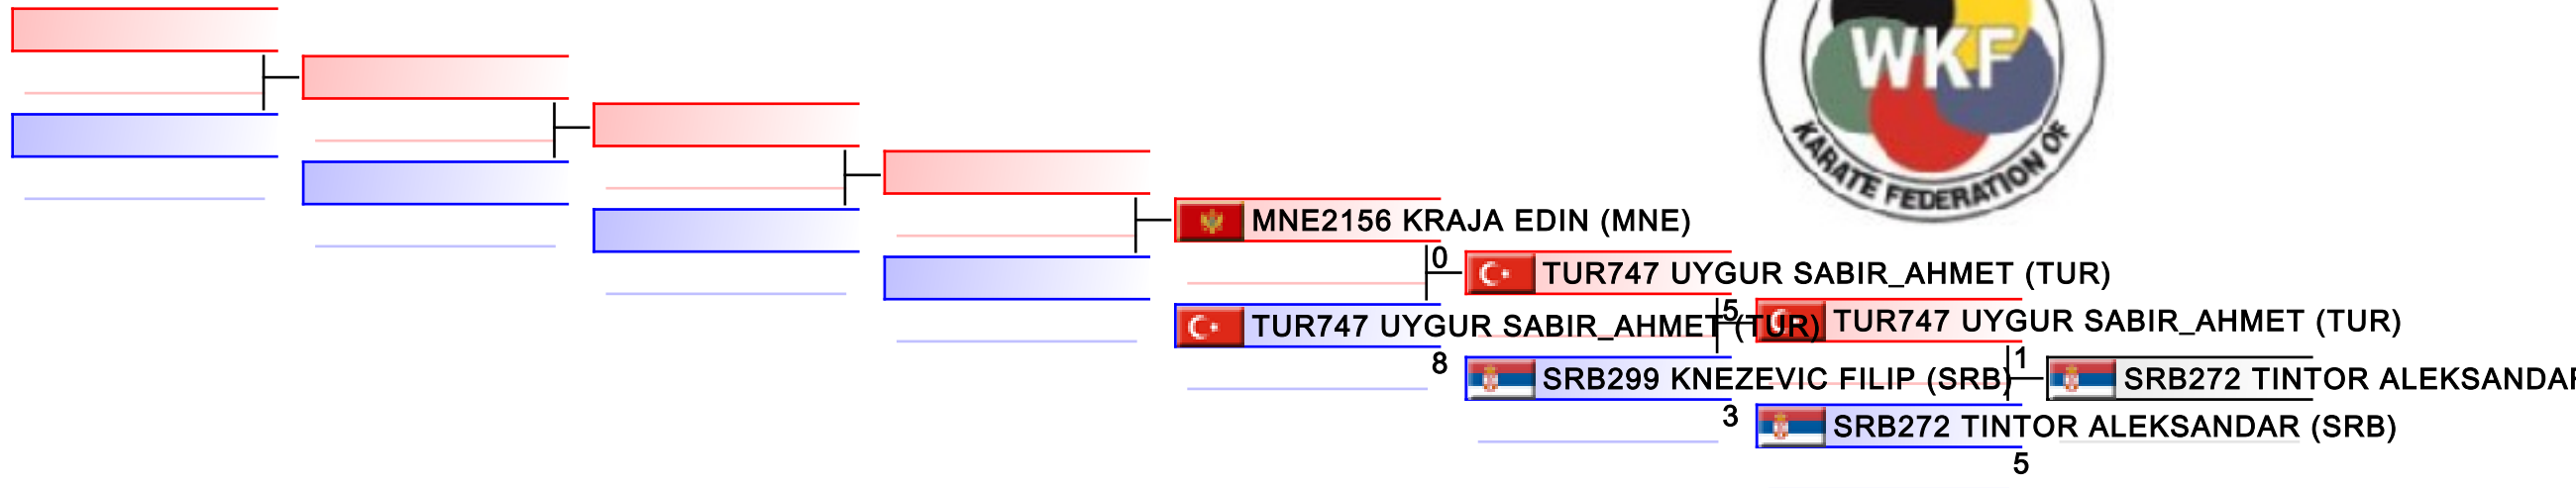 WKF
KARATE FEDERATION OF
MNE2156 KRAJA EDIN (MNE)
0
TUR747 UYGUR SABIR_AHMET (TUR)
5
TUR747 UYGUR SABIR_AHMET (TUR)
TUR747 UYGUR SABIR_AHMET (TUR)
8
1
SRB299 KNEZEVIC FILIP (SRB)
SRB272 TINTOR ALEKSANDAR
3
SRB272 TINTOR ALEKSANDAR (SRB)
5